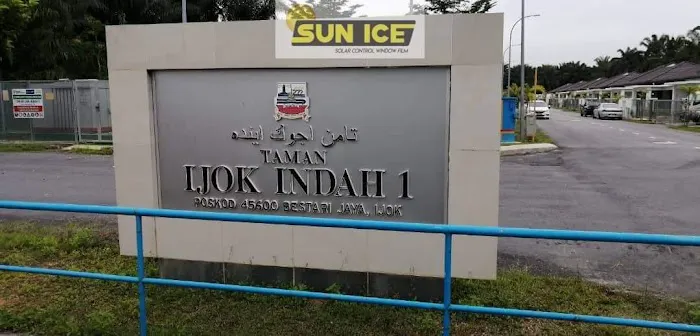 SUN ICE
SOLAR CONTROL WINDOW FILM
تامن اجوك اينده
TAMAN
IJOK INDAH 1
POSKOD 45600 BESTARI JAYA, IJOK